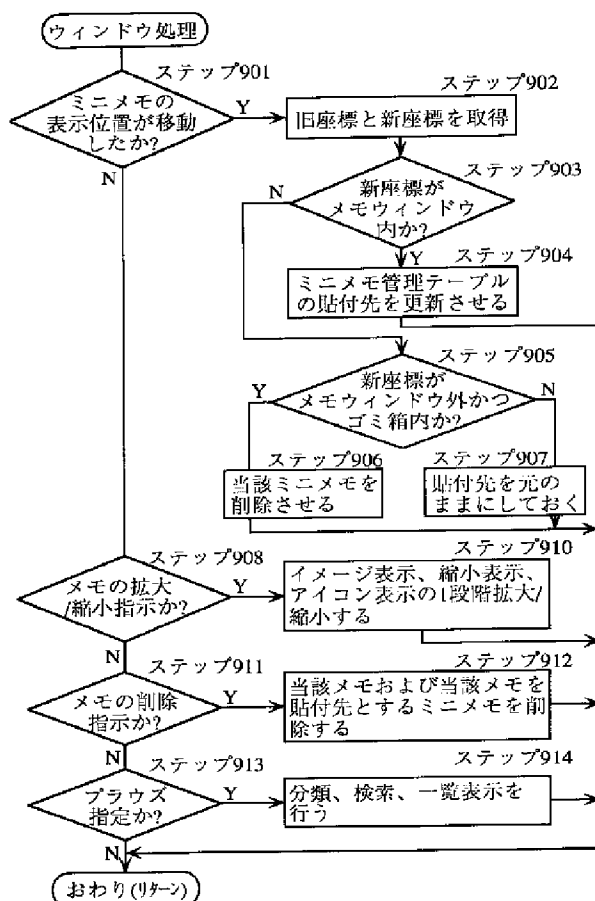 ウィンドウ処理
ステップ901
ミニメモの
表示位置が移動
したか?
Y
N
ステップ902
旧座標と新座標を取得
ステップ903
新座標が
メモウィンドウ
内か?
N
Y
ステップ904
ミニメモ管理テーブル
の貼付先を更新させる
ステップ905
新座標が
メモウィンドウ外かつ
ゴミ箱内か?
Y
N
ステップ906
当該ミニメモを
削除させる
ステップ907
貼付先を元の
ままにしておく
ステップ908
メモの拡大
/縮小指示か?
Y
N
ステップ910
イメージ表示、縮小表示、
アイコン表示の1段階拡大/
縮小する
ステップ911
メモの削除
指示か?
Y
N
ステップ912
当該メモおよび当該メモを
貼付先とするミニメモを削
除する
ステップ913
ブラウズ
指定か?
Y
N
ステップ914
分類、検索、一覧表示を
行う
おわり(リターン)